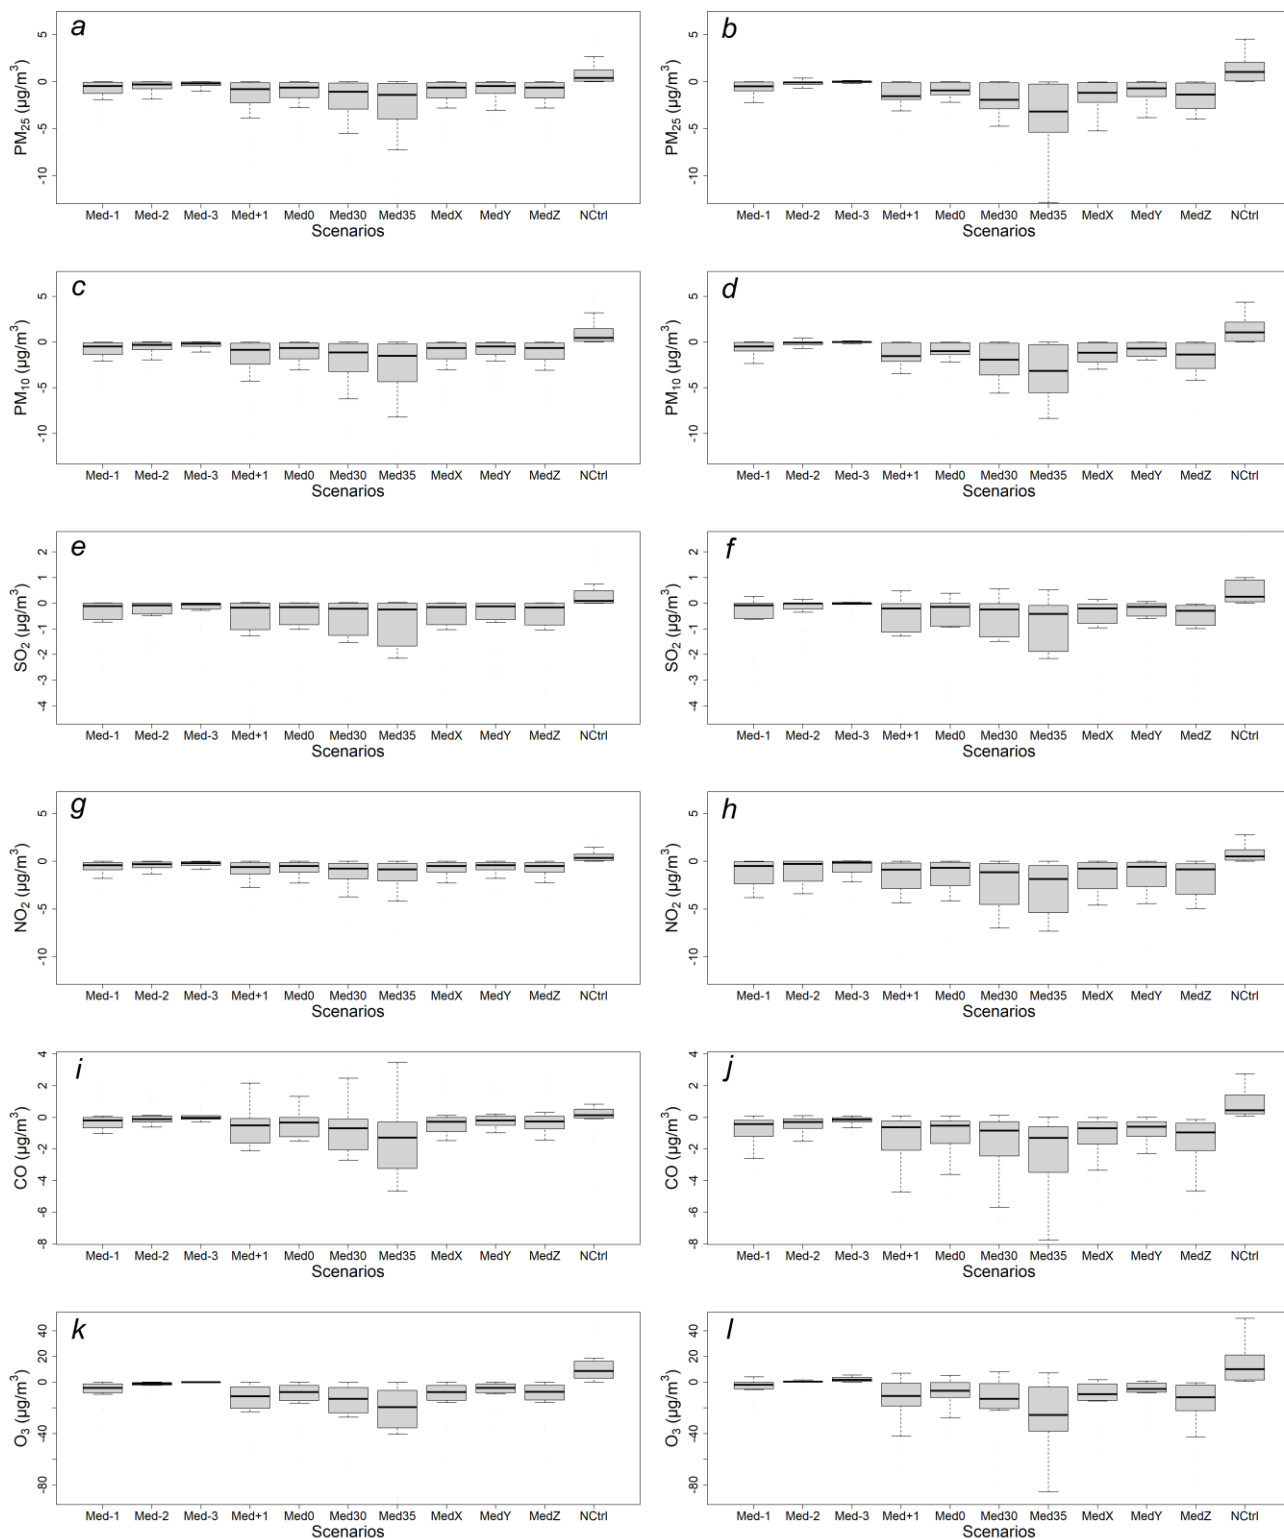 a
PM25 (µg/m3)
5
0
-5
-10
Med-1 Med-2 Med-3 Med+1 Med0 Med30 Med35 MedX MedY MedZ NCtrl
Scenarios
b
PM25 (µg/m3)
5
0
-5
-10
Med-1 Med-2 Med-3 Med+1 Med0 Med30 Med35 MedX MedY MedZ NCtrl
Scenarios
c
PM10 (µg/m3)
5
0
-5
-10
Med-1 Med-2 Med-3 Med+1 Med0 Med30 Med35 MedX MedY MedZ NCtrl
Scenarios
d
PM10 (µg/m3)
5
0
-5
-10
Med-1 Med-2 Med-3 Med+1 Med0 Med30 Med35 MedX MedY MedZ NCtrl
Scenarios
e
SO2 (µg/m3)
2
1
0
-1
-2
-3
-4
Med-1 Med-2 Med-3 Med+1 Med0 Med30 Med35 MedX MedY MedZ NCtrl
Scenarios
f
SO2 (µg/m3)
2
1
0
-1
-2
-3
-4
Med-1 Med-2 Med-3 Med+1 Med0 Med30 Med35 MedX MedY MedZ NCtrl
Scenarios
g
NO2 (µg/m3)
5
0
-5
-10
Med-1 Med-2 Med-3 Med+1 Med0 Med30 Med35 MedX MedY MedZ NCtrl
Scenarios
h
NO2 (µg/m3)
5
0
-5
-10
Med-1 Med-2 Med-3 Med+1 Med0 Med30 Med35 MedX MedY MedZ NCtrl
Scenarios
i
CO (µg/m3)
4
2
0
-2
-4
-6
-8
Med-1 Med-2 Med-3 Med+1 Med0 Med30 Med35 MedX MedY MedZ NCtrl
Scenarios
j
CO (µg/m3)
4
2
0
-2
-4
-6
-8
Med-1 Med-2 Med-3 Med+1 Med0 Med30 Med35 MedX MedY MedZ NCtrl
Scenarios
k
O3 (µg/m3)
40
20
0
-20
-40
-80
Med-1 Med-2 Med-3 Med+1 Med0 Med30 Med35 MedX MedY MedZ NCtrl
Scenarios
l
O3 (µg/m3)
40
20
0
-20
-40
-80
Med-1 Med-2 Med-3 Med+1 Med0 Med30 Med35 MedX MedY MedZ NCtrl
Scenarios